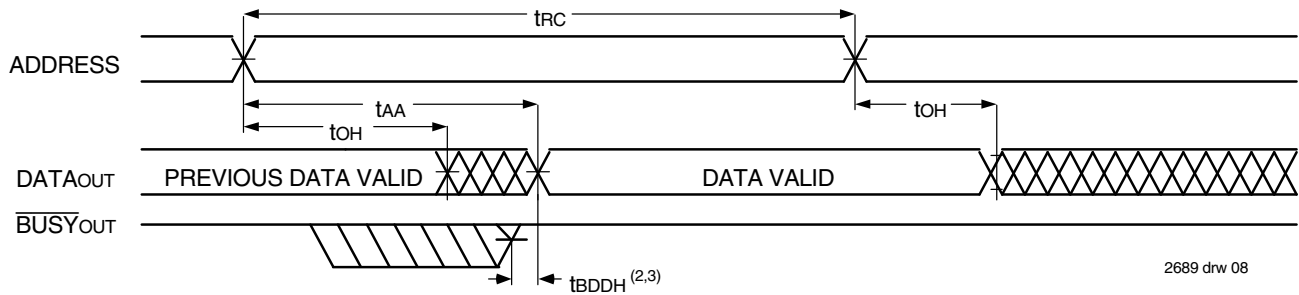 tRC
ADDRESS
tAA
tOH
tOH
DATAOUT
PREVIOUS DATA VALID
DATA VALID
BUSYOUT
tBDDH (2,3)
2689 drw 08